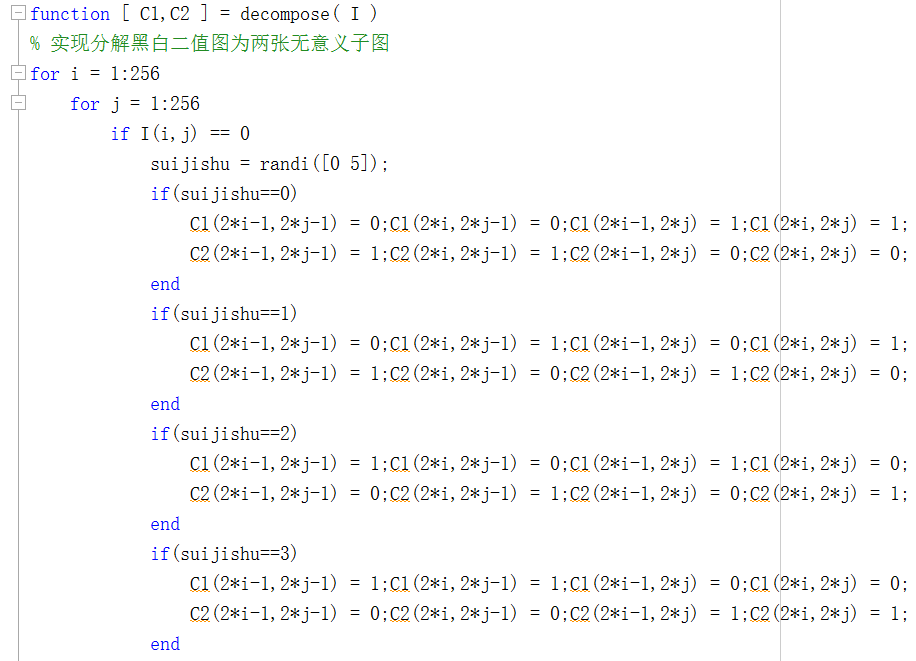 function [ C1,C2 ] = decompose( I )
% 实现分解黑白二值图为两张无意义子图
for i = 1:256
    for j = 1:256
        if I(i,j) == 0
            suijishu = randi([0 5]);
            if(suijishu==0)
                C1(2*i-1,2*j-1) = 0;C1(2*i,2*j-1) = 0;C1(2*i-1,2*j) = 1;C1(2*i,2*j) = 1;
                C2(2*i-1,2*j-1) = 1;C2(2*i,2*j-1) = 1;C2(2*i-1,2*j) = 0;C2(2*i,2*j) = 0;
            end
            if(suijishu==1)
                C1(2*i-1,2*j-1) = 0;C1(2*i,2*j-1) = 1;C1(2*i-1,2*j) = 0;C1(2*i,2*j) = 1;
                C2(2*i-1,2*j-1) = 1;C2(2*i,2*j-1) = 0;C2(2*i-1,2*j) = 1;C2(2*i,2*j) = 0;
            end
            if(suijishu==2)
                C1(2*i-1,2*j-1) = 1;C1(2*i,2*j-1) = 0;C1(2*i-1,2*j) = 1;C1(2*i,2*j) = 0;
                C2(2*i-1,2*j-1) = 0;C2(2*i,2*j-1) = 1;C2(2*i-1,2*j) = 0;C2(2*i,2*j) = 1;
            end
            if(suijishu==3)
                C1(2*i-1,2*j-1) = 1;C1(2*i,2*j-1) = 1;C1(2*i-1,2*j) = 0;C1(2*i,2*j) = 0;
                C2(2*i-1,2*j-1) = 0;C2(2*i,2*j-1) = 0;C2(2*i-1,2*j) = 1;C2(2*i,2*j) = 1;
            end